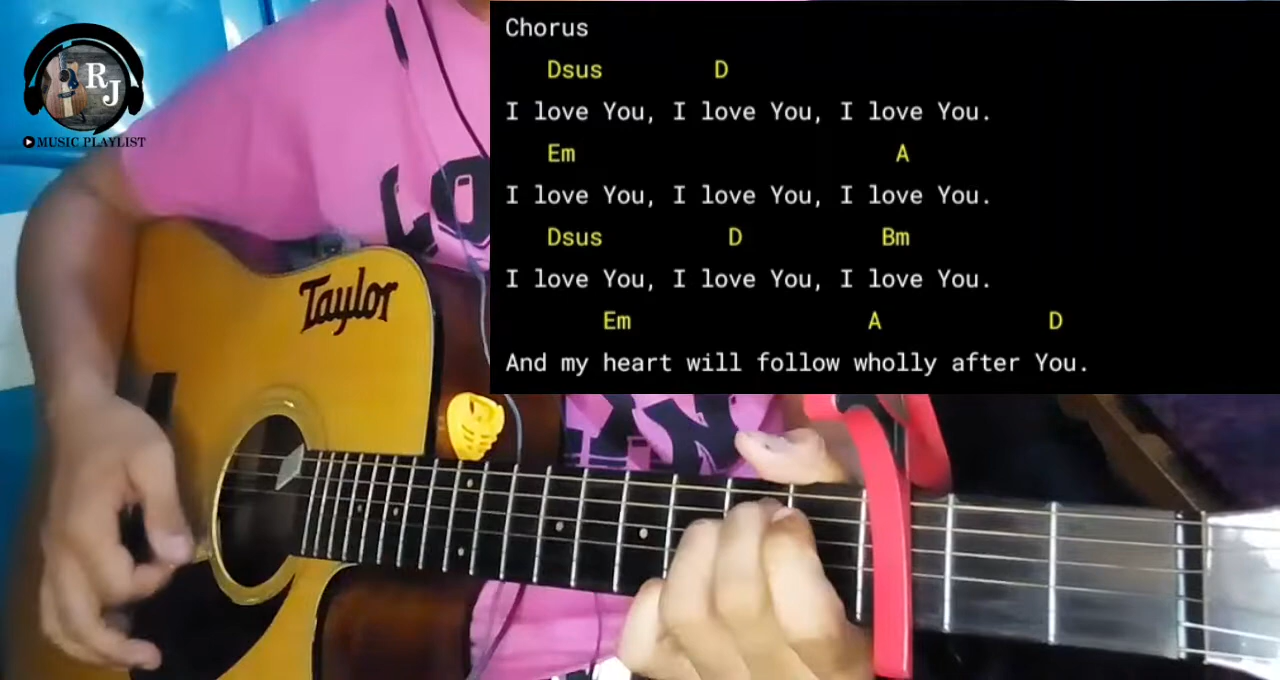 RJ
MUSIC PLAYLIST
Taylor
Chorus
Dsus D
I love You, I love You, I love You.
Em A
I love You, I love You, I love You.
Dsus D Bm
I love You, I love You, I love You.
Em A D
And my heart will follow wholly after You.